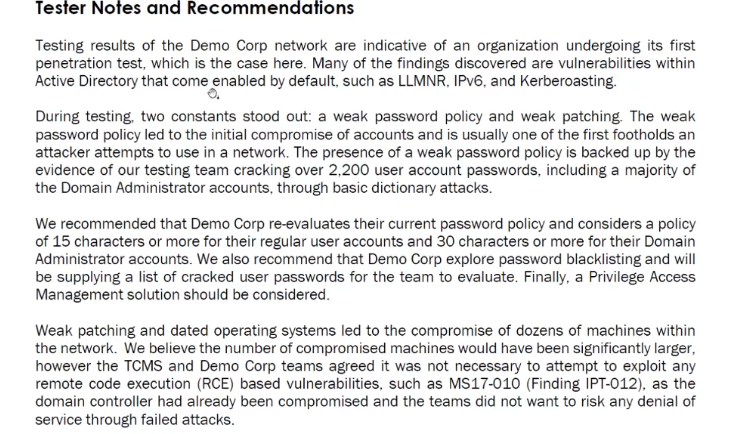 Tester Notes and Recommendations
Testing results of the Demo Corp network are indicative of an organization undergoing its first
penetration test, which is the case here. Many of the findings discovered are vulnerabilities within
Active Directory that come enabled by default, such as LLMNR, IPv6, and Kerberoasting.
During testing, two constants stood out: a weak password policy and weak patching. The weak
password policy led to the initial compromise of accounts and is usually one of the first footholds an
attacker attempts to use in a network. The presence of a weak password policy is backed up by the
evidence of our testing team cracking over 2,200 user account passwords, including a majority of
the Domain Administrator accounts, through basic dictionary attacks.
We recommended that Demo Corp re-evaluates their current password policy and considers a policy
of 15 characters or more for their regular user accounts and 30 characters or more for their Domain
Administrator accounts. We also recommend that Demo Corp explore password blacklisting and will
be supplying a list of cracked user passwords for the team to evaluate. Finally, a Privilege Access
Management solution should be considered.
Weak patching and dated operating systems led to the compromise of dozens of machines within
the network. We believe the number of compromised machines would have been significantly larger,
however the TCMS and Demo Corp teams agreed it was not necessary to attempt to exploit any
remote code execution (RCE) based vulnerabilities, such as MS17-010 (Finding IPT-012), as the
domain controller had already been compromised and the teams did not want to risk any denial of
service through failed attacks.